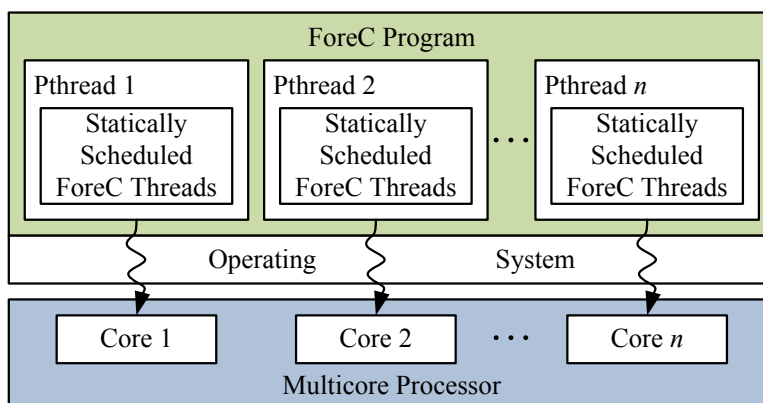 ForeC Program
Pthread 1
Pthread 2
Pthread n
Statically
Scheduled
ForeC Threads
Statically
Scheduled
ForeC Threads
...
Statically
Scheduled
ForeC Threads
Operating System
Core 1
Core 2
...
Core n
Multicore Processor